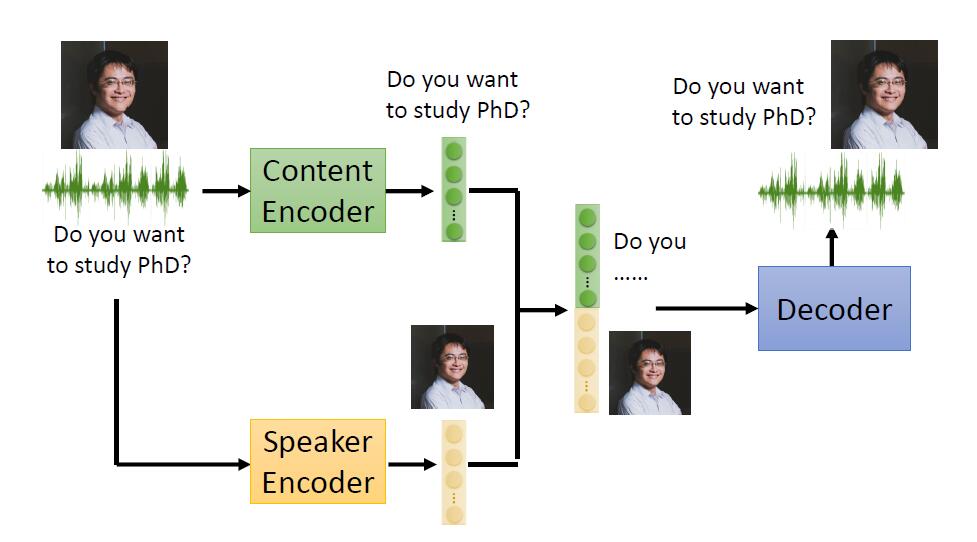 Do you want
to study PhD?
Content
Encoder
Do you want
to study PhD?
Do you
......
Do you want
to study PhD?
Decoder
Speaker
Encoder